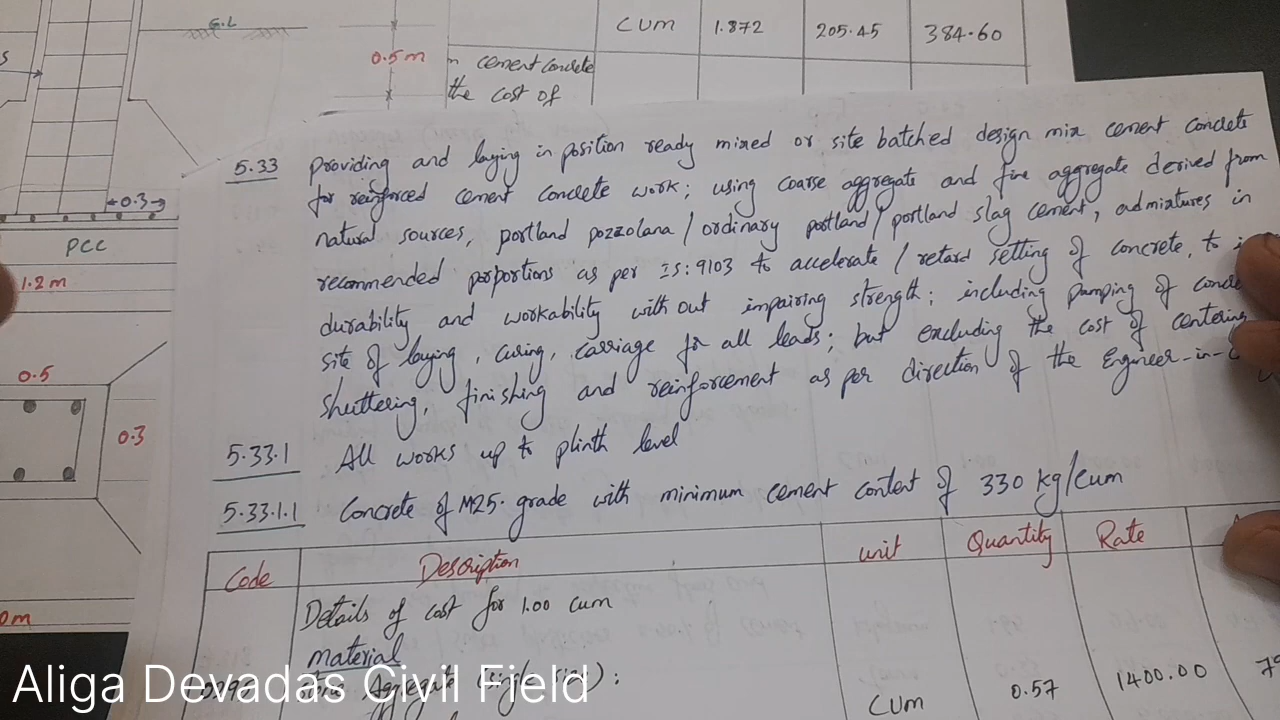 G.L
0.5m
CUM 1.872 205.45 384.60
cement concrete
the cost of
0.3
PCC
1.2m
0.5
0.3
5.33 providing and laying in position ready mixed or site batched design mix cement concrete
for reinforced cement concrete work; using coarse aggregate and fine aggregate derived from
natural sources, portland pozzolana / ordinary portland / portland slag cement, admixtures in
recommended porportions as per IS:9103 to accelerate / retard setting of concrete, to
durability and workability with out impairing strength; including pumping of
site of laying, curing, carriage for all leads; but excluding the cost of centering
shuttering, finishing and reinforcement as per direction of the Engineer-in-
5.33.1 All works up to plinth level
5.33.1.1 Concrete of M25. grade with minimum cement content of 330 kg/cum
Code Description unit Quantity Rate
Details of cost for 1.00 cum
material
Aggregate : CUM 0.57 1400.00
Aliga Devadas Civil Field